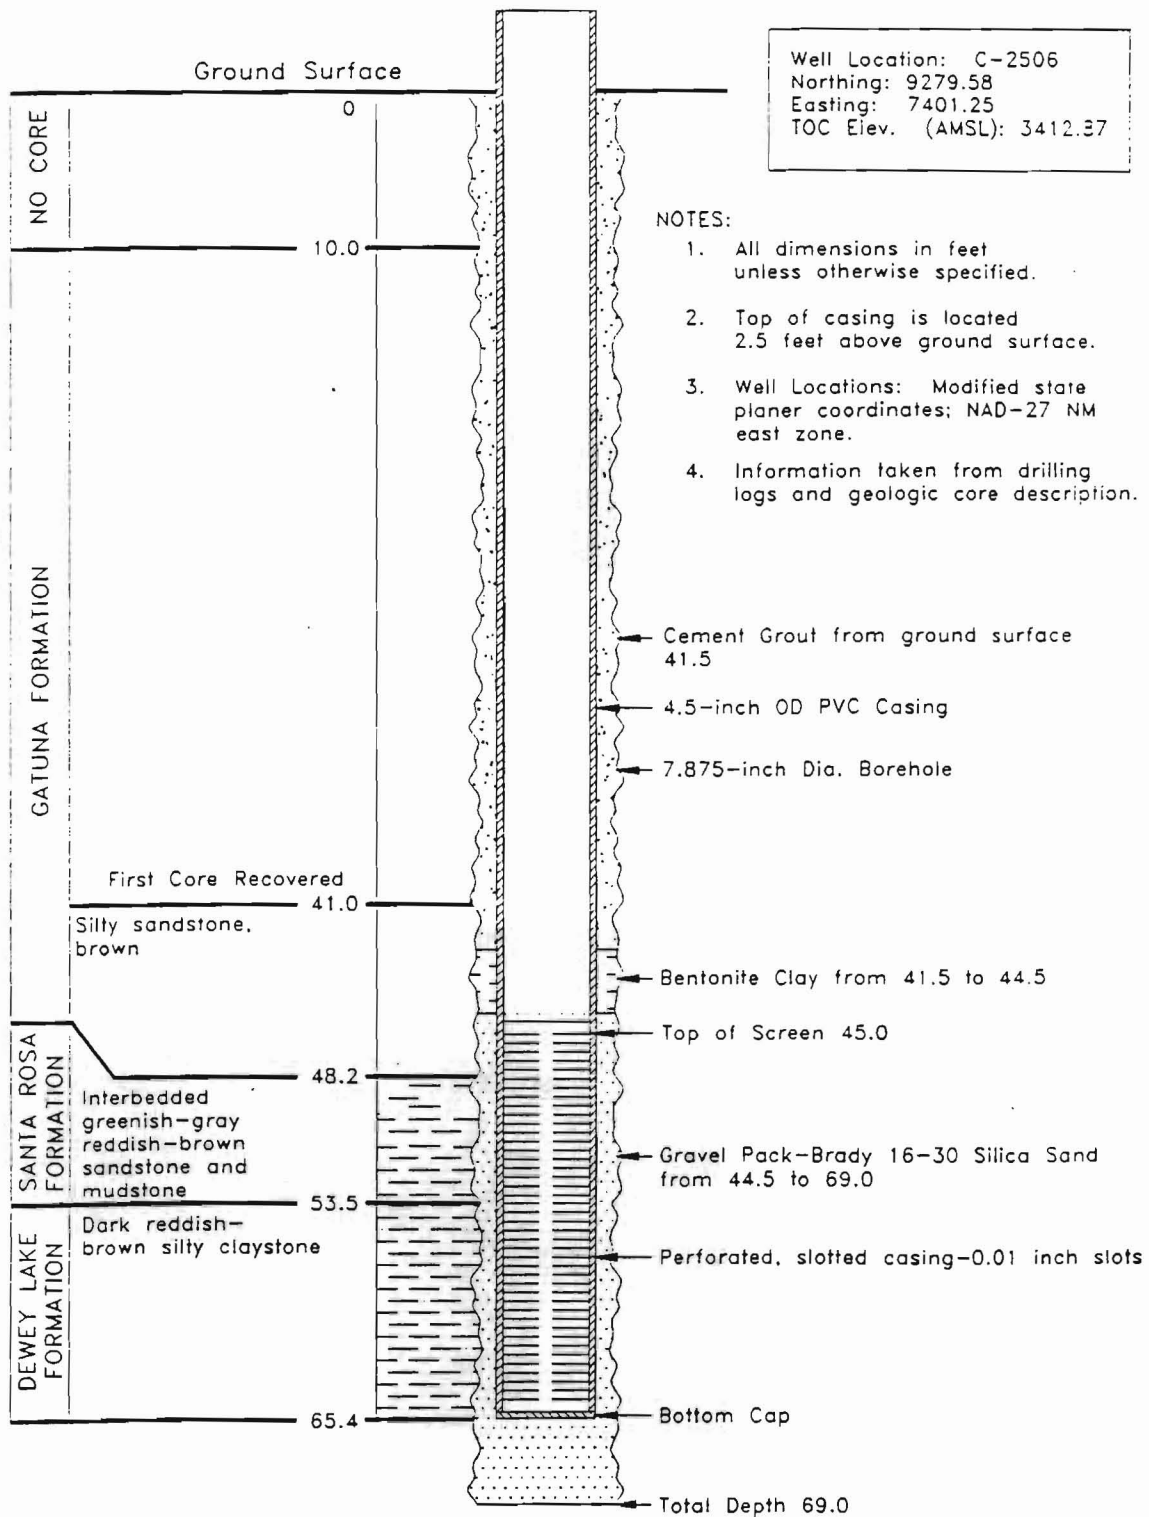 Well Location: C-2506
Northing: 9279.58
Easting: 7401.25
TOC Elev. (AMSL): 3412.87
Ground Surface
0
NO CORE
10.0
NOTES:
1. All dimensions in feet
unless otherwise specified.
2. Top of casing is located
2.5 feet above ground surface.
3. Well Locations: Modified state
planer coordinates; NAD-27 NM
east zone.
4. Information taken from drilling
logs and geologic core description.
GATUNA FORMATION
Cement Grout from ground surface
41.5
4.5-inch OD PVC Casing
7.875-inch Dia. Borehole
First Core Recovered
41.0
Silty sandstone,
brown
Bentonite Clay from 41.5 to 44.5
Top of Screen 45.0
SANTA ROSA
FORMATION
48.2
Interbedded
greenish-gray
reddish-brown
sandstone and
mudstone
Gravel Pack-Brady 16-30 Silica Sand
from 44.5 to 69.0
53.5
DEWEY LAKE
FORMATION
Dark reddish-
brown silty claystone
Perforated, slotted casing-0.01 inch slots
65.4
Bottom Cap
Total Depth 69.0